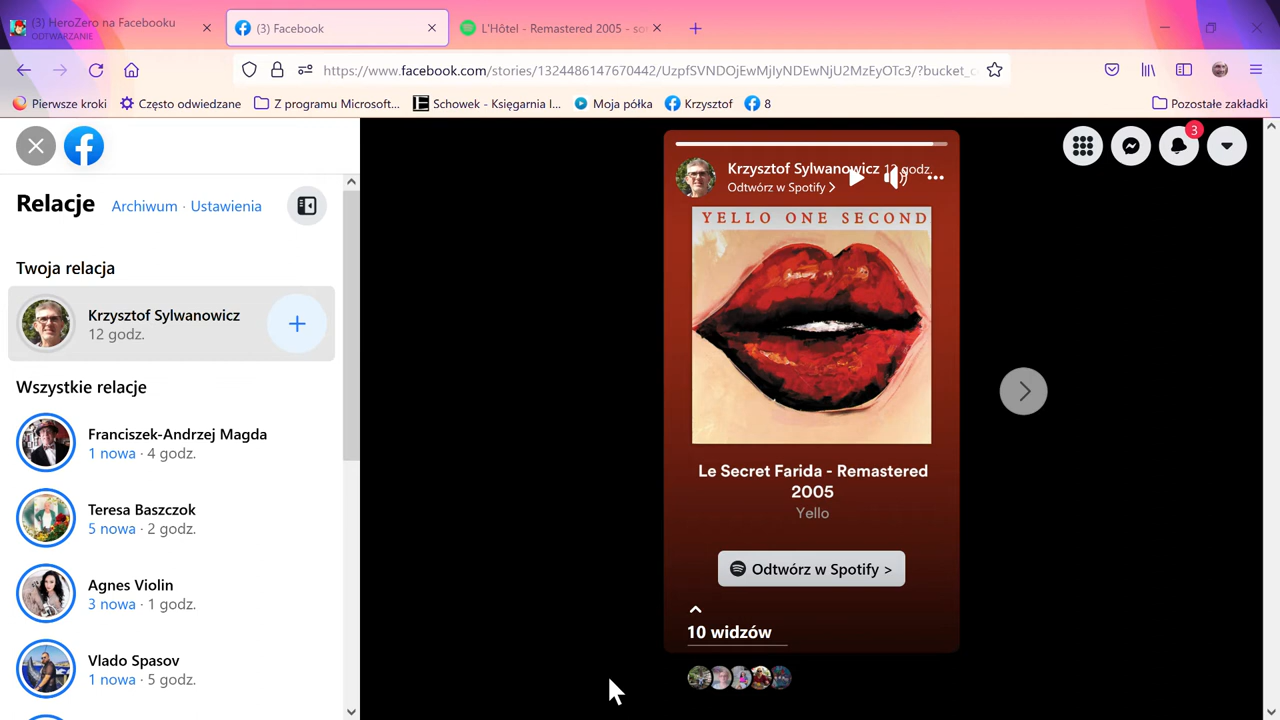 (3) HeroZero na Facebooku
ODTWARZANIE
(3) Facebook
L'Hôtel - Remastered 2005 - so
https://www.facebook.com/stories/1324486147670442/UzpfSVNDOjEwMjIyNDEwNjU2MzEyOTc3/?bucket_c
Pierwsze kroki
Często odwiedzane
Z programu Microsoft...
Schowek - Księgarnia I...
Moja półka
Krzysztof
8
Pozostałe zakładki
Relacje
Archiwum · Ustawienia
Twoja relacja
Krzysztof Sylwanowicz
12 godz.
Wszystkie relacje
Franciszek-Andrzej Magda
1 nowa · 4 godz.
Teresa Baszczok
5 nowa · 2 godz.
Agnes Violin
3 nowa · 1 godz.
Vlado Spasov
1 nowa · 5 godz.
Krzysztof Sylwanowicz 12 godz.
Odtwórz w Spotify >
YELLO ONE SECOND
Le Secret Farida - Remastered
2005
Yello
Odtwórz w Spotify >
10 widzów
3